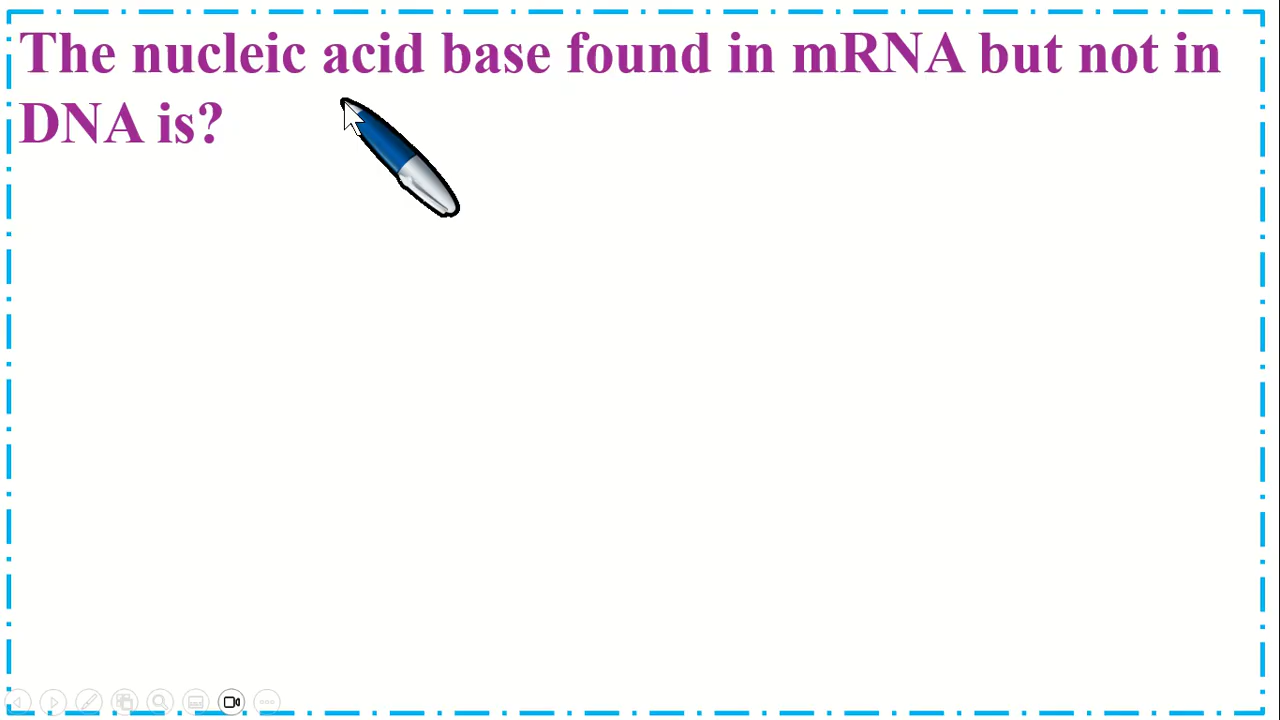 The nucleic acid base found in mRNA but not in
DNA is?